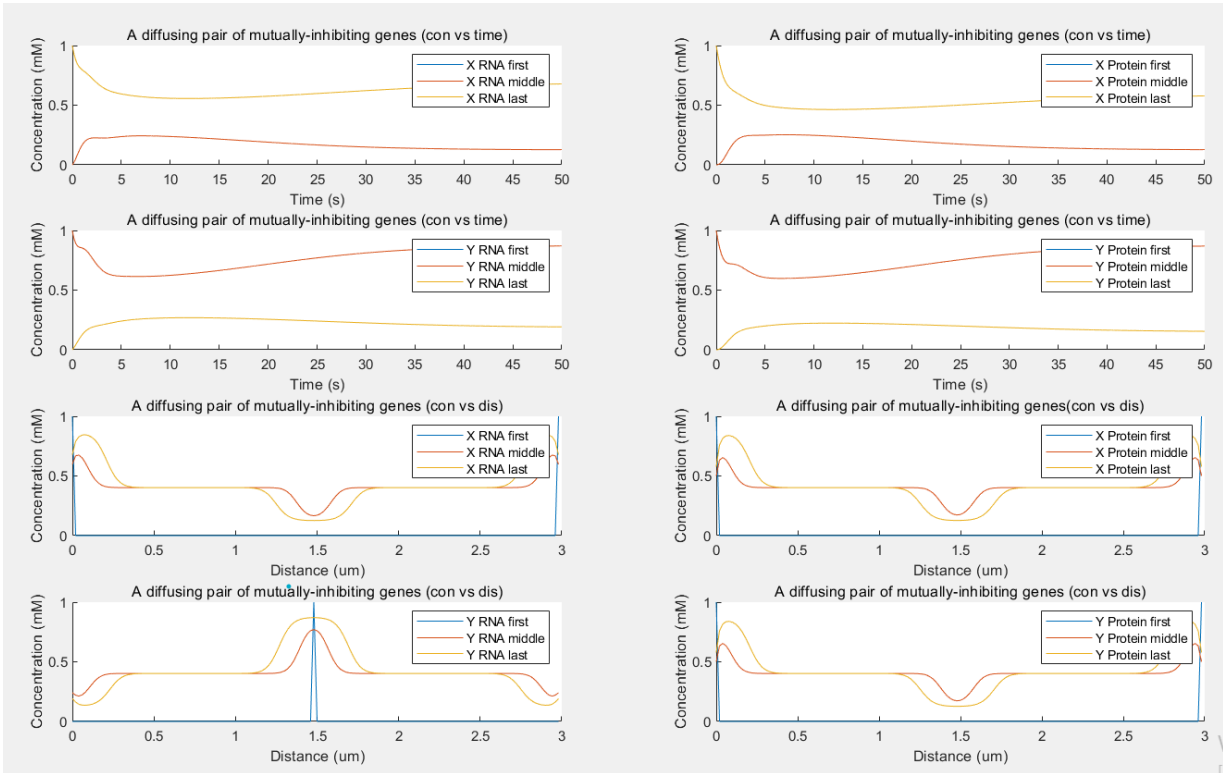 A diffusing pair of mutually-inhibiting genes (con vs time)
Concentration (mM)
1
0.5
0
X RNA first
X RNA middle
X RNA last
0 5 10 15 20 25 30 35 40 45 50
Time (s)
A diffusing pair of mutually-inhibiting genes (con vs time)
Concentration (mM)
1
0.5
0
X Protein first
X Protein middle
X Protein last
0 5 10 15 20 25 30 35 40 45 50
Time (s)
A diffusing pair of mutually-inhibiting genes (con vs time)
Concentration (mM)
1
0.5
0
Y RNA first
Y RNA middle
Y RNA last
0 5 10 15 20 25 30 35 40 45 50
Time (s)
A diffusing pair of mutually-inhibiting genes (con vs time)
Concentration (mM)
1
0.5
0
Y Protein first
Y Protein middle
Y Protein last
0 5 10 15 20 25 30 35 40 45 50
Time (s)
A diffusing pair of mutually-inhibiting genes (con vs dis)
Concentration (mM)
1
0.5
0
X RNA first
X RNA middle
X RNA last
0 0.5 1 1.5 2 2.5 3
Distance (um)
A diffusing pair of mutually-inhibiting genes(con vs dis)
Concentration (mM)
1
0.5
0
X Protein first
X Protein middle
X Protein last
0 0.5 1 1.5 2 2.5 3
Distance (um)
A diffusing pair of mutually-inhibiting genes (con vs dis)
Concentration (mM)
1
0.5
0
Y RNA first
Y RNA middle
Y RNA last
0 0.5 1 1.5 2 2.5 3
Distance (um)
A diffusing pair of mutually-inhibiting genes (con vs dis)
Concentration (mM)
1
0.5
0
Y Protein first
Y Protein middle
Y Protein last
0 0.5 1 1.5 2 2.5 3
Distance (um)